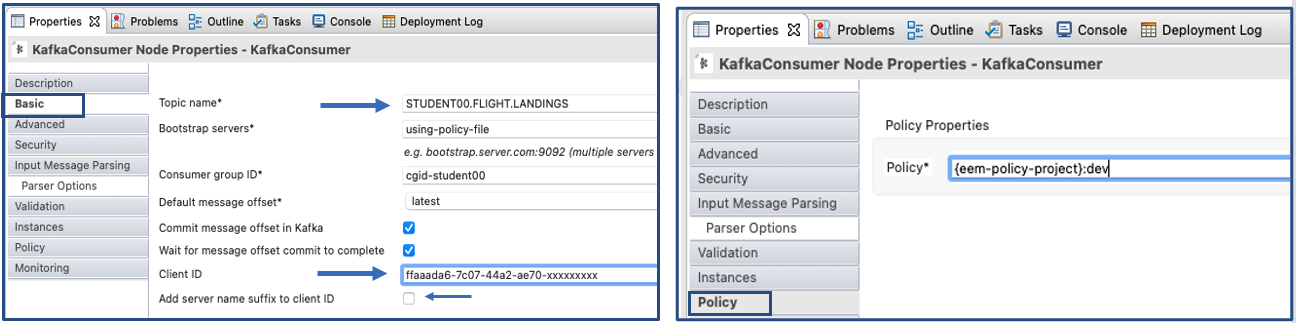 Properties Problems Outline Tasks Console Deployment Log
KafkaConsumer Node Properties - KafkaConsumer
Description
Basic
Advanced
Security
Input Message Parsing
Parser Options
Validation
Instances
Policy
Monitoring
Topic name* STUDENT00.FLIGHT.LANDINGS
Bootstrap servers* using-policy-file
e.g. bootstrap.server.com:9092 (multiple servers
Consumer group ID* cgid-student00
Default message offset* latest
Commit message offset in Kafka
Wait for message offset commit to complete
Client ID ffaaada6-7c07-44a2-ae70-xxxxxxxxx
Add server name suffix to client ID
Properties Problems Outline Tasks Console Deployment Log
KafkaConsumer Node Properties - KafkaConsumer
Description
Basic
Advanced
Security
Input Message Parsing
Parser Options
Validation
Instances
Policy
Policy Properties
Policy* {eem-policy-project}:dev